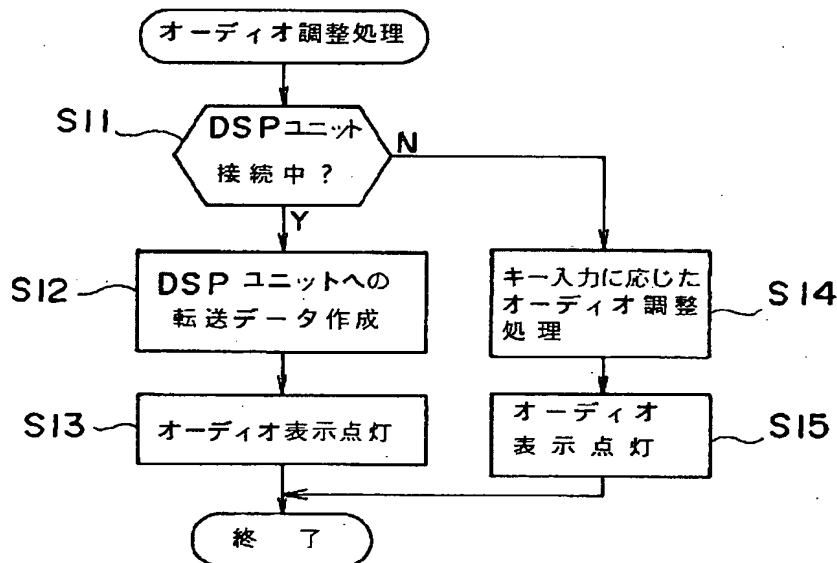 オーディオ調整処理
S11
DSPユニット
接続中?
N
Y
S12
DSPユニットへの
転送データ作成
キー入力に応じた
オーディオ調整
処理
S14
S13
オーディオ表示点灯
オーディオ
表示点灯
S15
終了